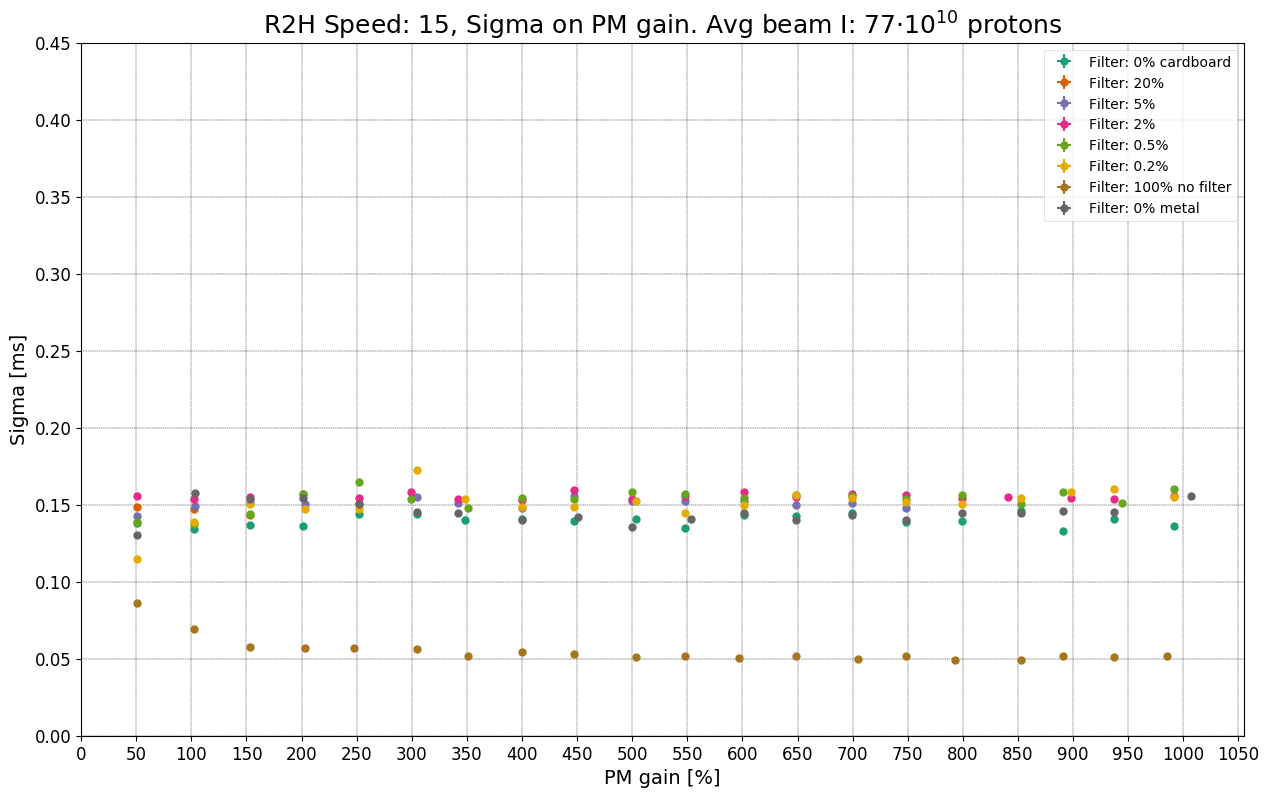 R2H Speed: 15, Sigma on PM gain. Avg beam I: 77·10¹⁰ protons
0.45
0.40
0.35
0.30
0.25
0.20
0.15
0.10
0.05
0.00
Sigma [ms]
Filter: 0% cardboard
Filter: 20%
Filter: 5%
Filter: 2%
Filter: 0.5%
Filter: 0.2%
Filter: 100% no filter
Filter: 0% metal
0 50 100 150 200 250 300 350 400 450 500 550 600 650 700 750 800 850 900 950 1000 1050
PM gain [%]